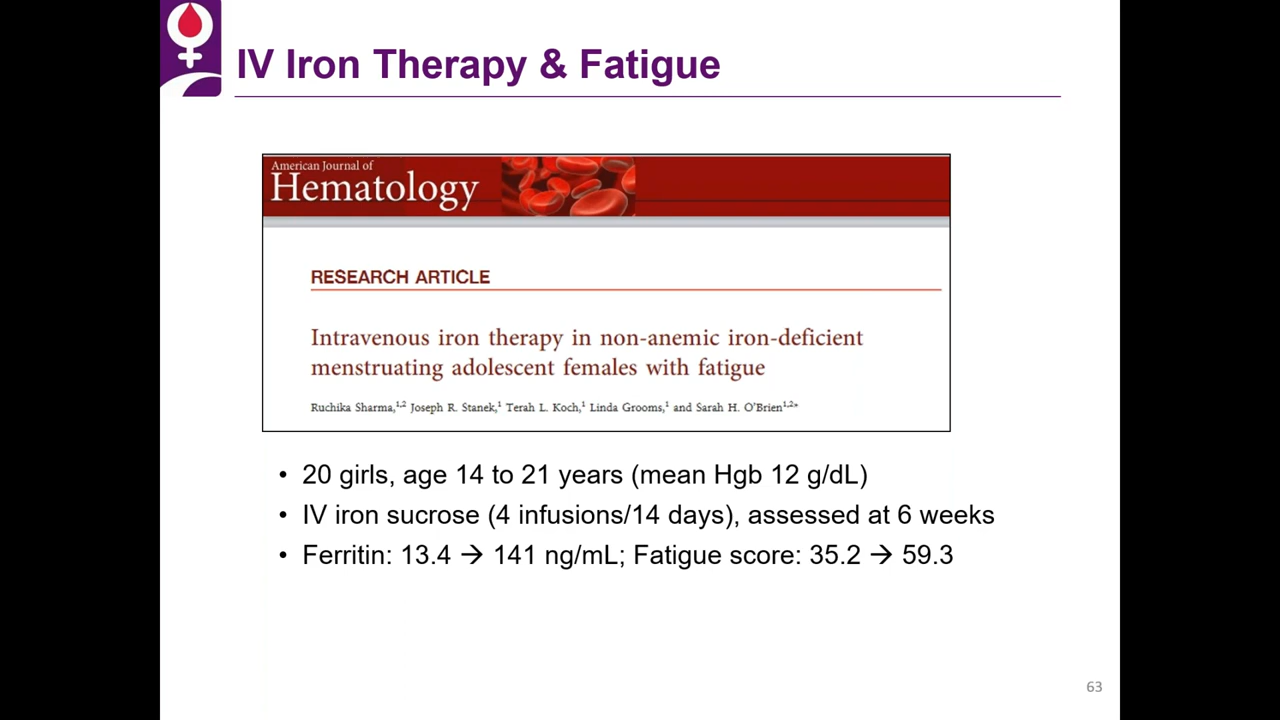 IV Iron Therapy & Fatigue
American Journal of
Hematology
RESEARCH ARTICLE
Intravenous iron therapy in non-anemic iron-deficient
menstruating adolescent females with fatigue
Ruchika Sharma,1,2 Joseph R. Stanek,1 Terah L. Koch,1 Linda Grooms,1 and Sarah H. O'Brien1,2*
• 20 girls, age 14 to 21 years (mean Hgb 12 g/dL)
• IV iron sucrose (4 infusions/14 days), assessed at 6 weeks
• Ferritin: 13.4 → 141 ng/mL; Fatigue score: 35.2 → 59.3
63